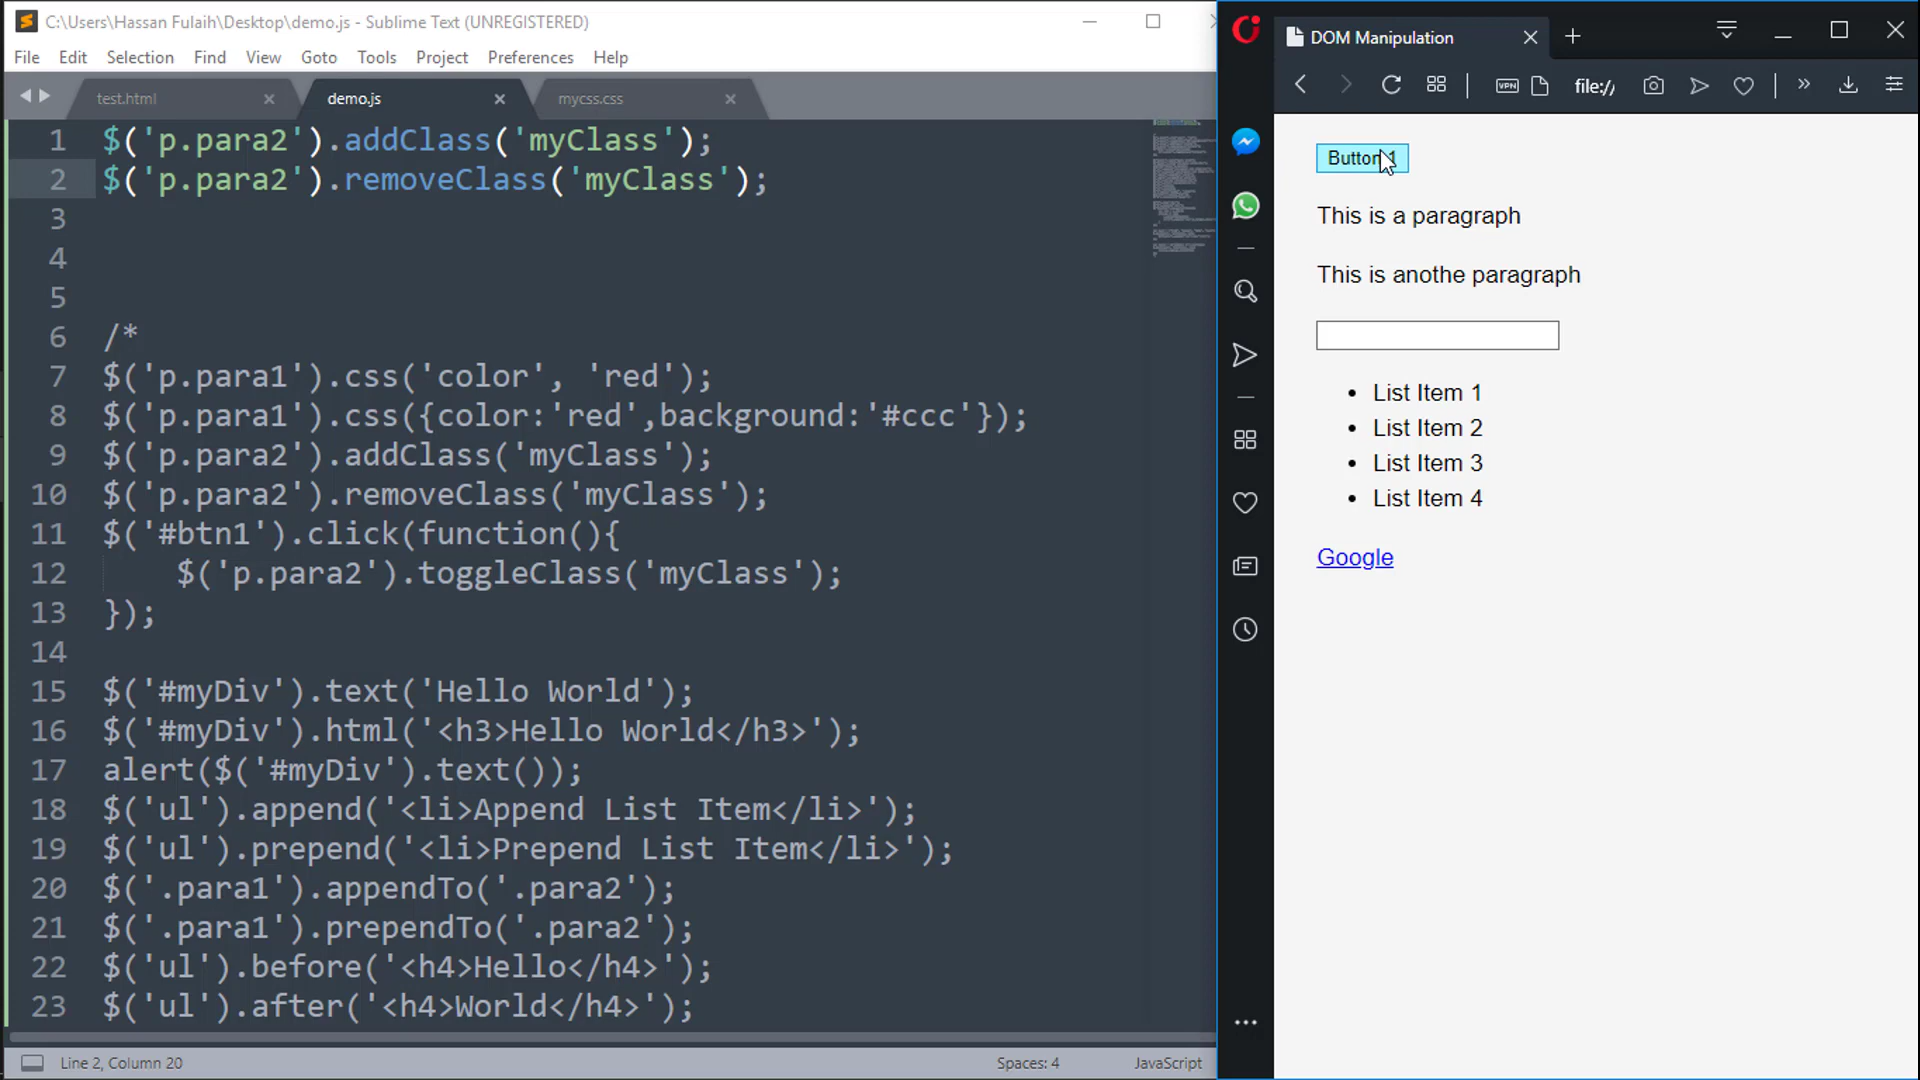 C:\Users\Hassan Fulaih\Desktop\demo.js - Sublime Text (UNREGISTERED)
File Edit Selection Find View Goto Tools Project Preferences Help
test.html demo.js mycss.css
1 $('p.para2').addClass('myClass');
2 $('p.para2').removeClass('myClass');
3
4
5
6 /*
7 $('p.para1').css('color', 'red');
8 $('p.para1').css({color:'red',background:'#ccc'});
9 $('p.para2').addClass('myClass');
10 $('p.para2').removeClass('myClass');
11 $('#btn1').click(function(){
12 $('p.para2').toggleClass('myClass');
13 });
14
15 $('#myDiv').text('Hello World');
16 $('#myDiv').html('<h3>Hello World</h3>');
17 alert($('#myDiv').text());
18 $('ul').append('<li>Append List Item</li>');
19 $('ul').prepend('<li>Prepend List Item</li>');
20 $('.para1').appendTo('.para2');
21 $('.para1').prependTo('.para2');
22 $('ul').before('<h4>Hello</h4>');
23 $('ul').after('<h4>World</h4>');
Line 2, Column 20 Spaces: 4 JavaScript
DOM Manipulation
VPN file://
Button 1
This is a paragraph
This is anothe paragraph
• List Item 1
• List Item 2
• List Item 3
• List Item 4
Google